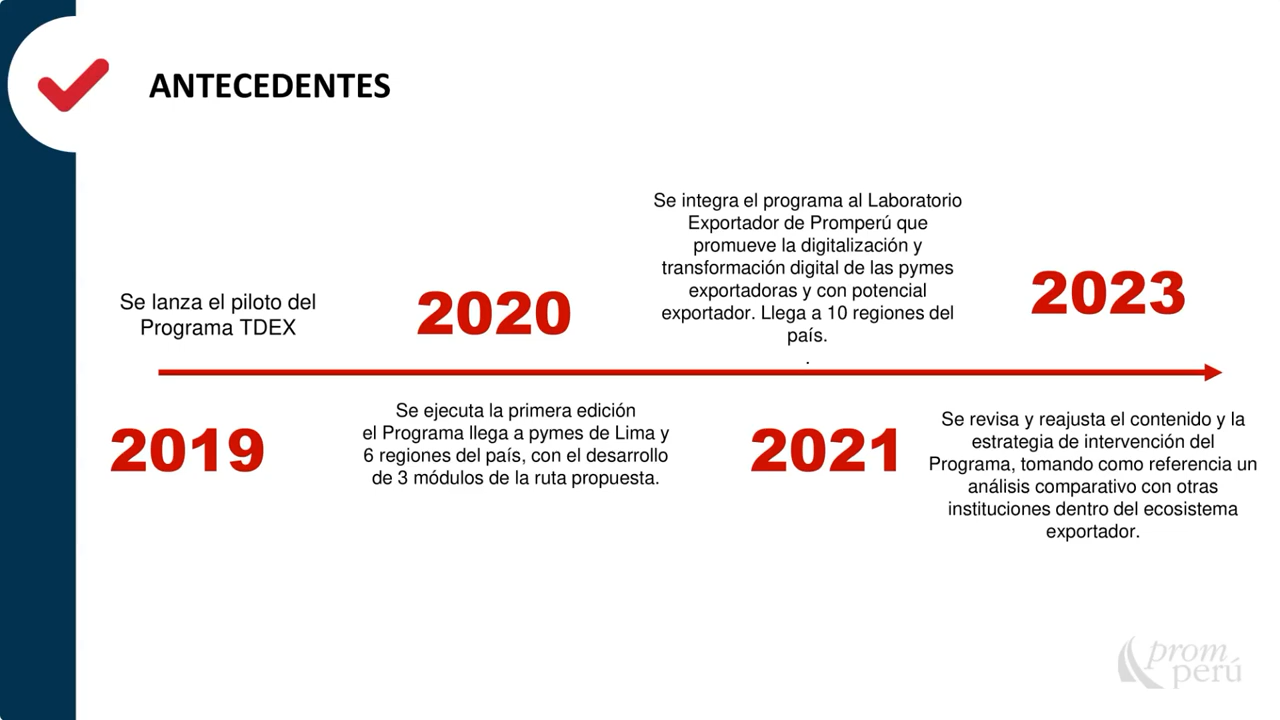 ANTECEDENTES
Se lanza el piloto del
Programa TDEX
2019
2020
Se ejecuta la primera edición
el Programa llega a pymes de Lima y
6 regiones del país, con el desarrollo
de 3 módulos de la ruta propuesta.
Se integra el programa al Laboratorio
Exportador de Promperú que
promueve la digitalización y
transformación digital de las pymes
exportadoras y con potencial
exportador. Llega a 10 regiones del
país.
.
2021
2023
Se revisa y reajusta el contenido y la
estrategia de intervención del
Programa, tomando como referencia un
análisis comparativo con otras
instituciones dentro del ecosistema
exportador.
prom
perú